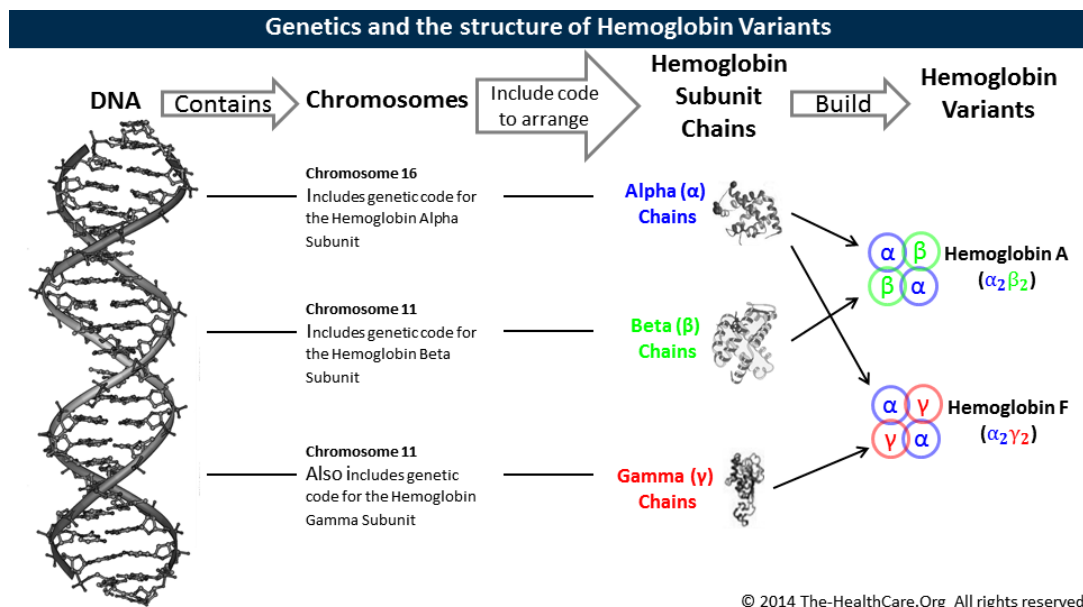 Genetics and the structure of Hemoglobin Variants
DNA
Contains
Chromosomes
Include code
to arrange
Hemoglobin
Subunit
Chains
Build
Hemoglobin
Variants
Chromosome 16
Includes genetic code for
the Hemoglobin Alpha
Subunit
Alpha (α)
Chains
α β
β α
Hemoglobin A
(α₂β₂)
Chromosome 11
Includes genetic code for
the Hemoglobin Beta
Subunit
Beta (β)
Chains
α γ
γ α
Hemoglobin F
(α₂γ₂)
Chromosome 11
Also includes genetic
code for the Hemoglobin
Gamma Subunit
Gamma (γ)
Chains
© 2014 The-HealthCare.Org All rights reserved